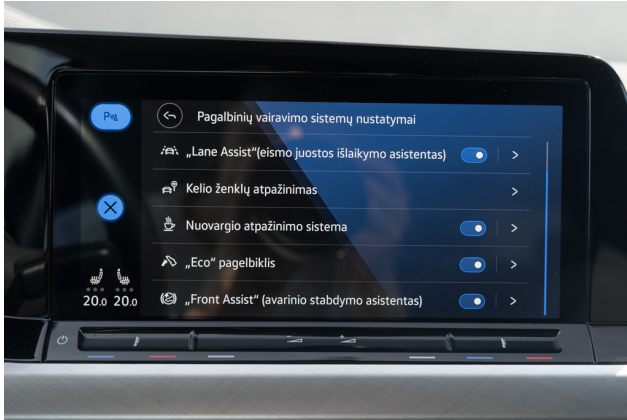 P
Pagalbinių vairavimo sistemų nustatymai
„Lane Assist"(eismo juostos išlaikymo asistentas)
Kelio ženklų atpažinimas
Nuovargio atpažinimo sistema
„Eco" pagelbiklis
„Front Assist" (avarinio stabdymo asistentas)
20.0 20.0